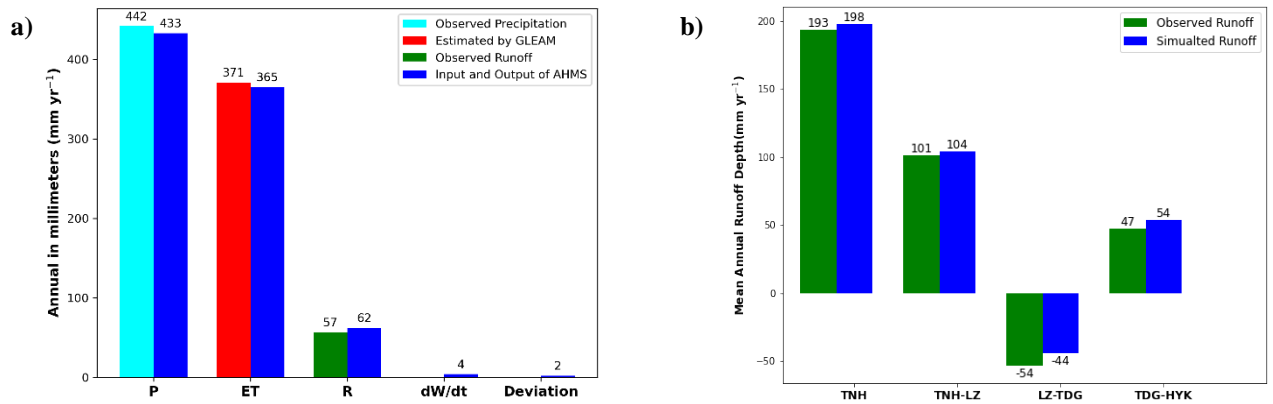 a)
442
433
371
365
57
62
4
2
Observed Precipitation
Estimated by GLEAM
Observed Runoff
Input and Output of AHMS
400
300
200
100
0
Annual in millimeters (mm yr⁻¹)
P ET R dW/dt Deviation
b)
193
198
101
104
-54
-44
47
54
Observed Runoff
Simualted Runoff
200
150
100
50
0
−50
Mean Annual Runoff Depth(mm yr⁻¹)
TNH TNH-LZ LZ-TDG TDG-HYK